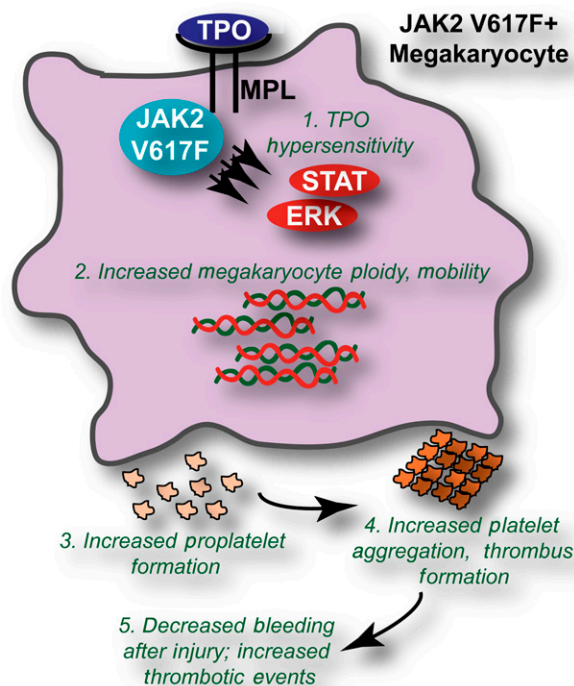 TPO
JAK2 V617F+
Megakaryocyte
MPL
JAK2
V617F
1. TPO
hypersensitivity
STAT
ERK
2. Increased megakaryocyte ploidy, mobility
3. Increased proplatelet
formation
4. Increased platelet
aggregation, thrombus
formation
5. Decreased bleeding
after injury; increased
thrombotic events